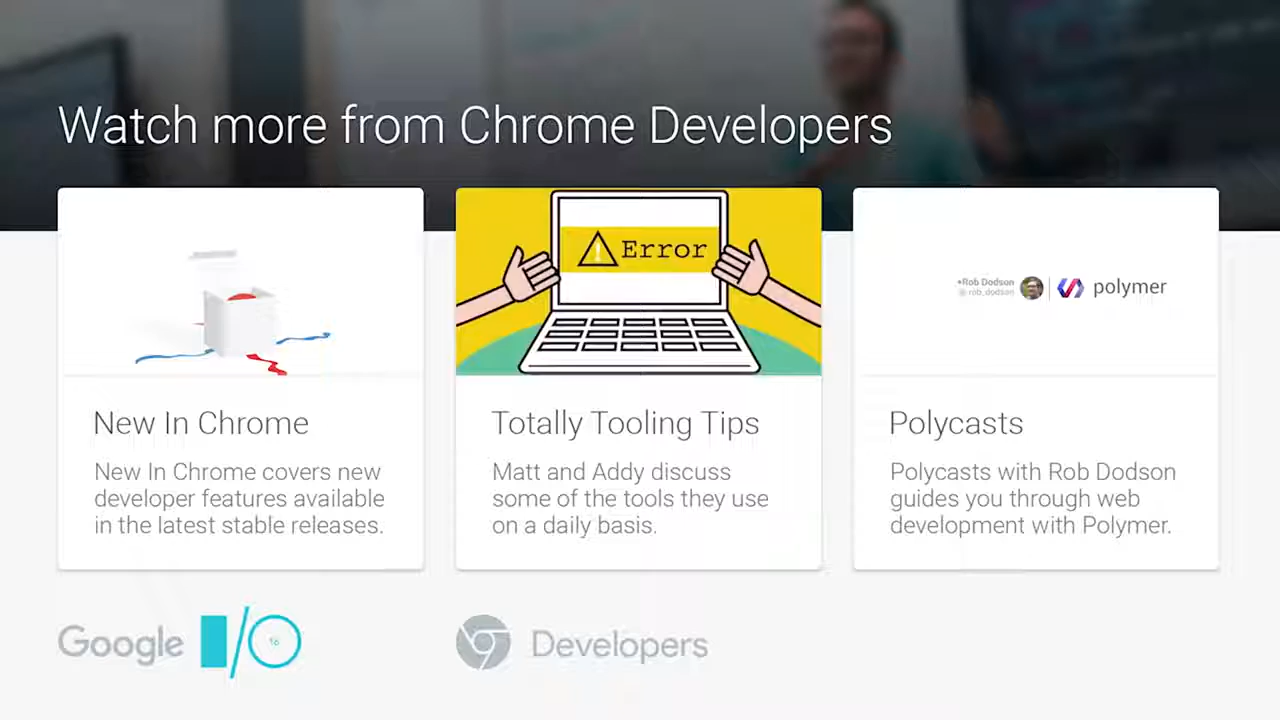 Watch more from Chrome Developers
Error
+Rob Dodson
@rob_dodson
polymer
New In Chrome
New In Chrome covers new
developer features available
in the latest stable releases.
Totally Tooling Tips
Matt and Addy discuss
some of the tools they use
on a daily basis.
Polycasts
Polycasts with Rob Dodson
guides you through web
development with Polymer.
Google I/O 16
Developers